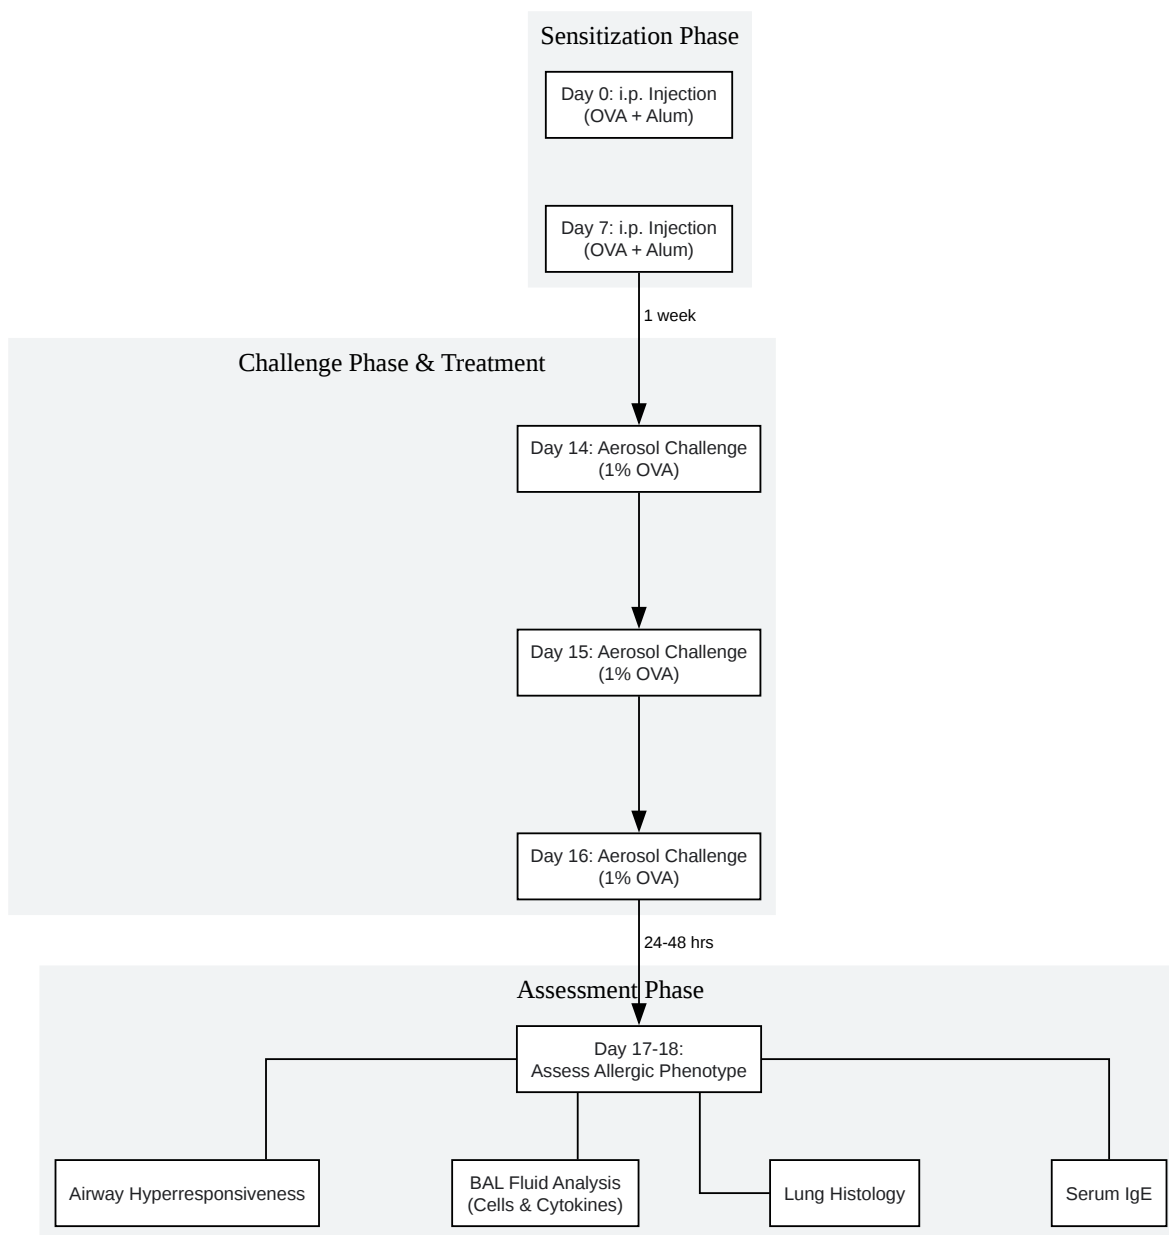 Sensitization Phase
Day 0: i.p. Injection
(OVA + Alum)
Day 7: i.p. Injection
(OVA + Alum)
1 week
Challenge Phase & Treatment
Day 14: Aerosol Challenge
(1% OVA)
Day 15: Aerosol Challenge
(1% OVA)
Day 16: Aerosol Challenge
(1% OVA)
24-48 hrs
Assessment Phase
Day 17-18:
Assess Allergic Phenotype
Airway Hyperresponsiveness
BAL Fluid Analysis
(Cells & Cytokines)
Lung Histology
Serum IgE